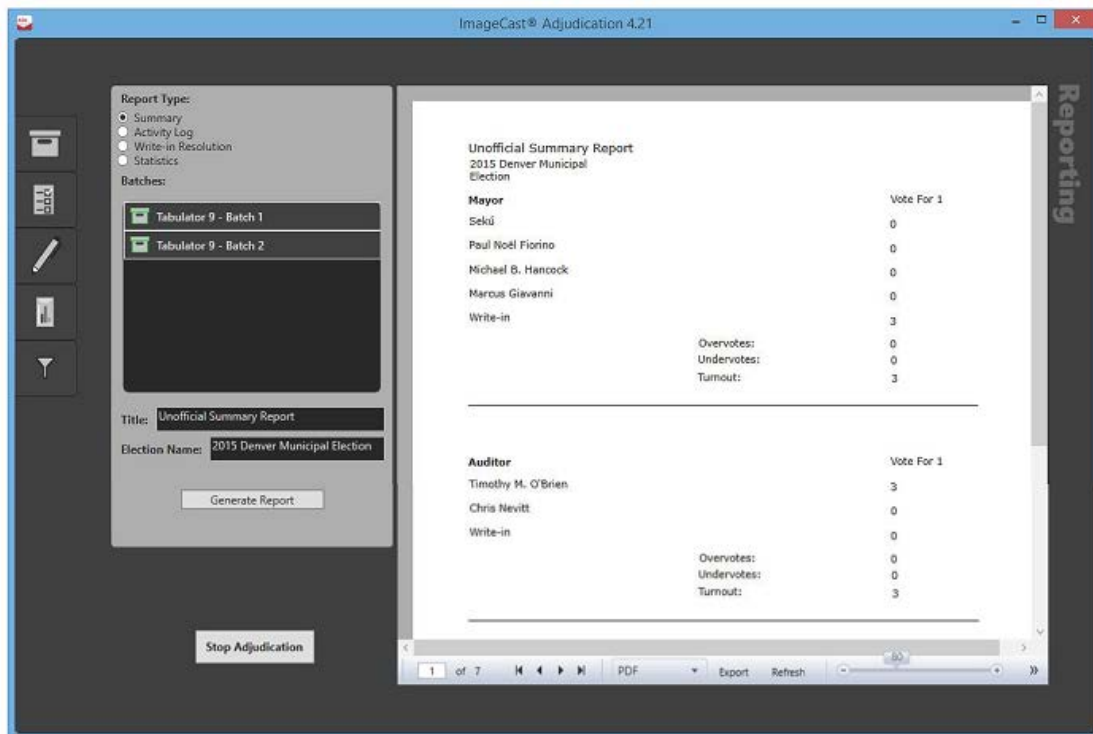 ImageCast® Adjudication 4.21
Reporting
Report Type:
Summary
Activity Log
Write-in Resolution
Statistics
Batches:
Tabulator 9 - Batch 1
Tabulator 9 - Batch 2
Title: Unofficial Summary Report
Election Name: 2015 Denver Municipal Election
Generate Report
Stop Adjudication
Unofficial Summary Report
2015 Denver Municipal
Election
Mayor Vote For 1
Sekú 0
Paul Noël Fiorino 0
Michael B. Hancock 0
Marcus Giavanni 0
Write-in 3
Overvotes: 0
Undervotes: 0
Turnout: 3
Auditor Vote For 1
Timothy M. O'Brien 3
Chris Nevitt 0
Write-in 0
Overvotes: 0
Undervotes: 0
Turnout: 3
1 of 7 PDF Export Refresh